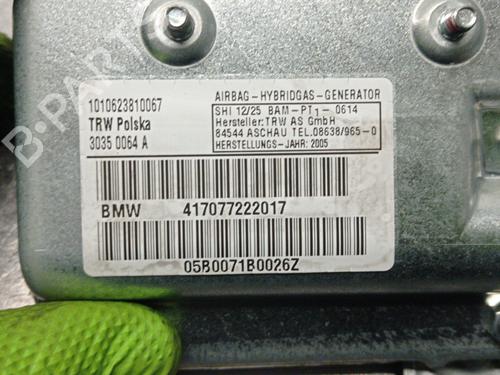 1010623810067
TRW Polska
3035 0064 A
AIRBAG-HYBRIDGAS-GENERATOR
SHI 12/25 BAM-PT1-0614
Hersteller:TRW AS GmbH
84544 ASCHAU TEL.08638/965-0
HERSTELLUNGS-JAHR: 2005
BMW 417077222017
05B0071B0026Z
B-PARTS